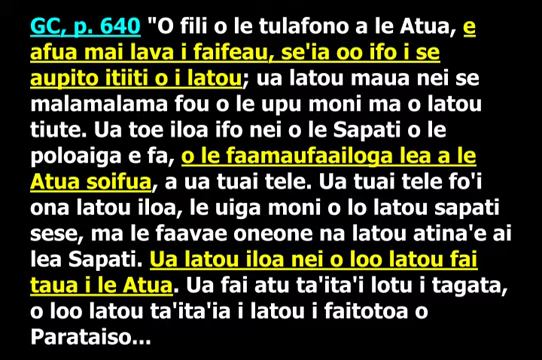 GC, p. 640 "O fili o le tulafono a le Atua, e
afua mai lava i faifeau, se'ia oo ifo i se
aupito itiiti o i latou; ua latou maua nei se
malamalama fou o le upu moni ma o latou
tiute. Ua toe iloa ifo nei o le Sapati o le
poloaiga e fa, o le faamaufaailoga lea a le
Atua soifua, a ua tuai tele. Ua tuai tele fo'i
ona latou iloa, le uiga moni o lo latou sapati
sese, ma le faavae oneone na latou atina'e ai
lea Sapati. Ua latou iloa nei o loo latou fai
taua i le Atua. Ua fai atu ta'ita'i lotu i tagata,
o loo latou ta'ita'ia i latou i faitotoa o
Parataiso...